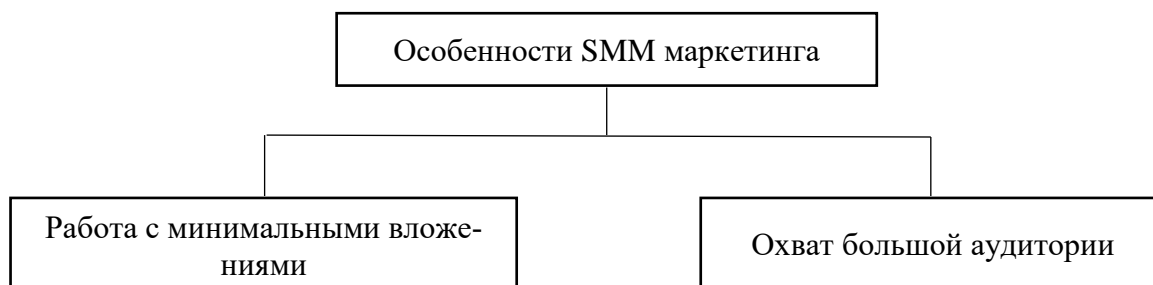 Особенности SMM маркетинга
Работа с минимальными вложе-
ниями
Охват большой аудитории